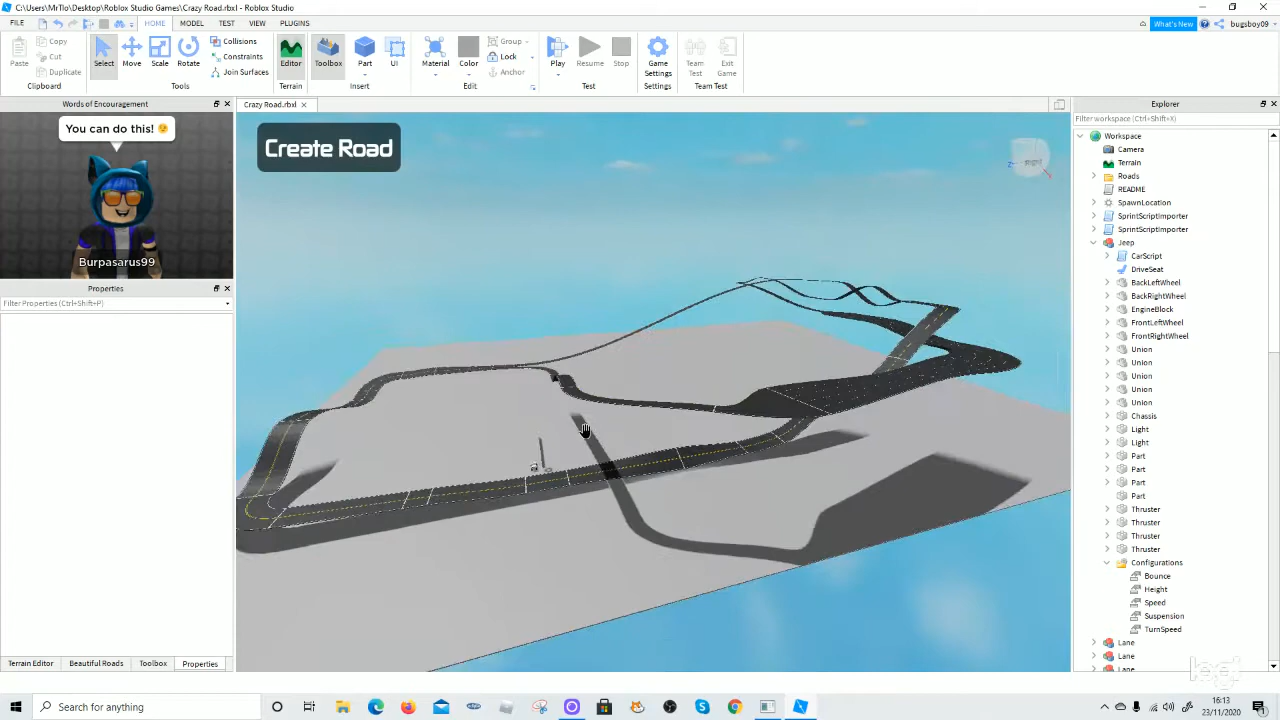 C:\Users\MrTlo\Desktop\Roblox Studio Games\Crazy Road.rbxl - Roblox Studio
FILE HOME MODEL TEST VIEW PLUGINS What's New bugsboy09
Paste Copy Cut Duplicate
Clipboard
Select Move Scale Rotate
Collisions
Constraints
Join Surfaces
Tools
Editor
Terrain
Toolbox Part UI
Insert
Material Color Group Lock Anchor
Edit
Play Resume Stop
Test
Game Settings
Settings
Team Test Exit Game
Team Test
Words of Encouragement
You can do this!
Burpasarus99
Properties
Filter Properties (Ctrl+Shift+P)
Terrain Editor Beautiful Roads Toolbox Properties
Crazy Road.rbxl
Create Road
Explorer
Filter workspace (Ctrl+Shift+X)
Workspace
Camera
Terrain
Roads
README
SpawnLocation
SprintScriptImporter
SprintScriptImporter
Jeep
CarScript
DriveSeat
BackLeftWheel
BackRightWheel
EngineBlock
FrontLeftWheel
FrontRightWheel
Union
Union
Union
Union
Union
Chassis
Light
Light
Part
Part
Part
Part
Thruster
Thruster
Thruster
Thruster
Configurations
Bounce
Height
Speed
Suspension
TurnSpeed
Lane
Lane
Lane
Search for anything
16:13
23/11/2020